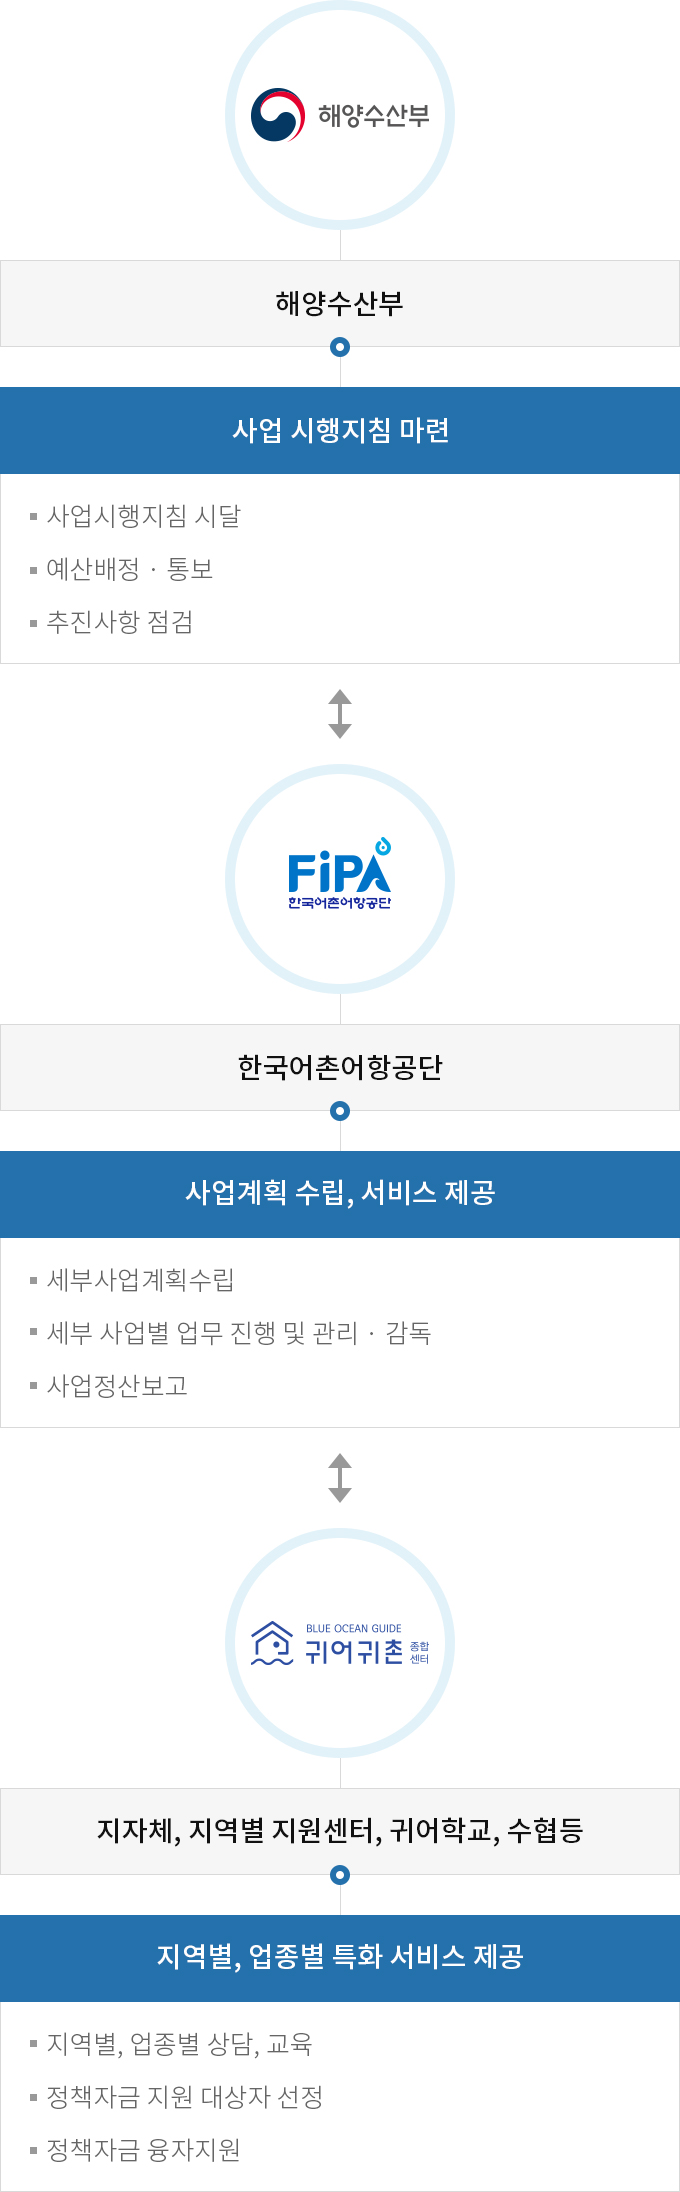 해양수산부
해양수산부
사업 시행지침 마련
사업시행지침 시달
예산배정 · 통보
추진사항 점검
FiPA
한국어촌어항공단
한국어촌어항공단
사업계획 수립, 서비스 제공
세부사업계획수립
세부 사업별 업무 진행 및 관리 · 감독
사업정산보고
BLUE OCEAN GUIDE
귀어귀촌 종합
센터
지자체, 지역별 지원센터, 귀어학교, 수협등
지역별, 업종별 특화 서비스 제공
지역별, 업종별 상담, 교육
정책자금 지원 대상자 선정
정책자금 융자지원